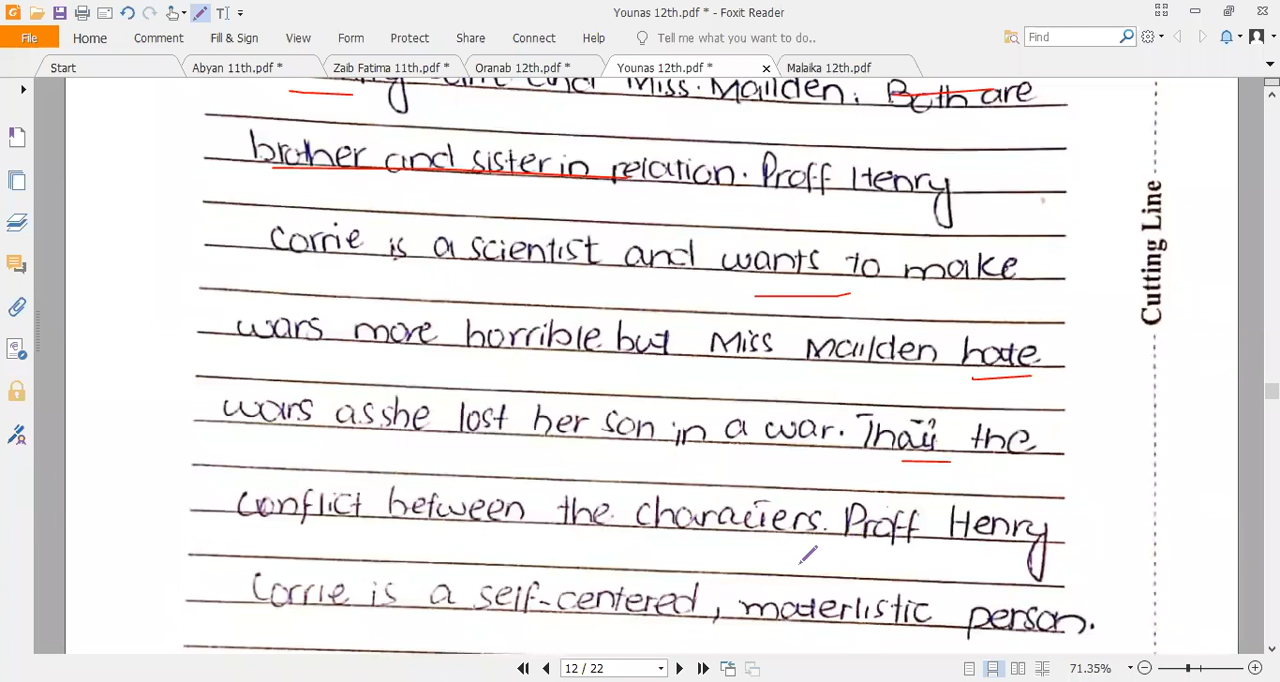 Younas 12th.pdf * - Foxit Reader
File Home Comment Fill & Sign View Form Protect Share Connect Help Tell me what you want to do.. Find
Start Abyan 11th.pdf * Zaib Fatima 11th.pdf * Oranab 12th.pdf * Younas 12th.pdf * Malaika 12th.pdf
and Miss. Mailden. Both are
brother and sister in relation. Proff Henry
Corrie is a scientist and wants to make
wars more horrible but Miss Mailden hate
wars as she lost her son in a war. the
conflict between the characters. Proff Henry
Corrie is a self-centered, materlistic person.
Cutting Line
12 / 22 71.35%